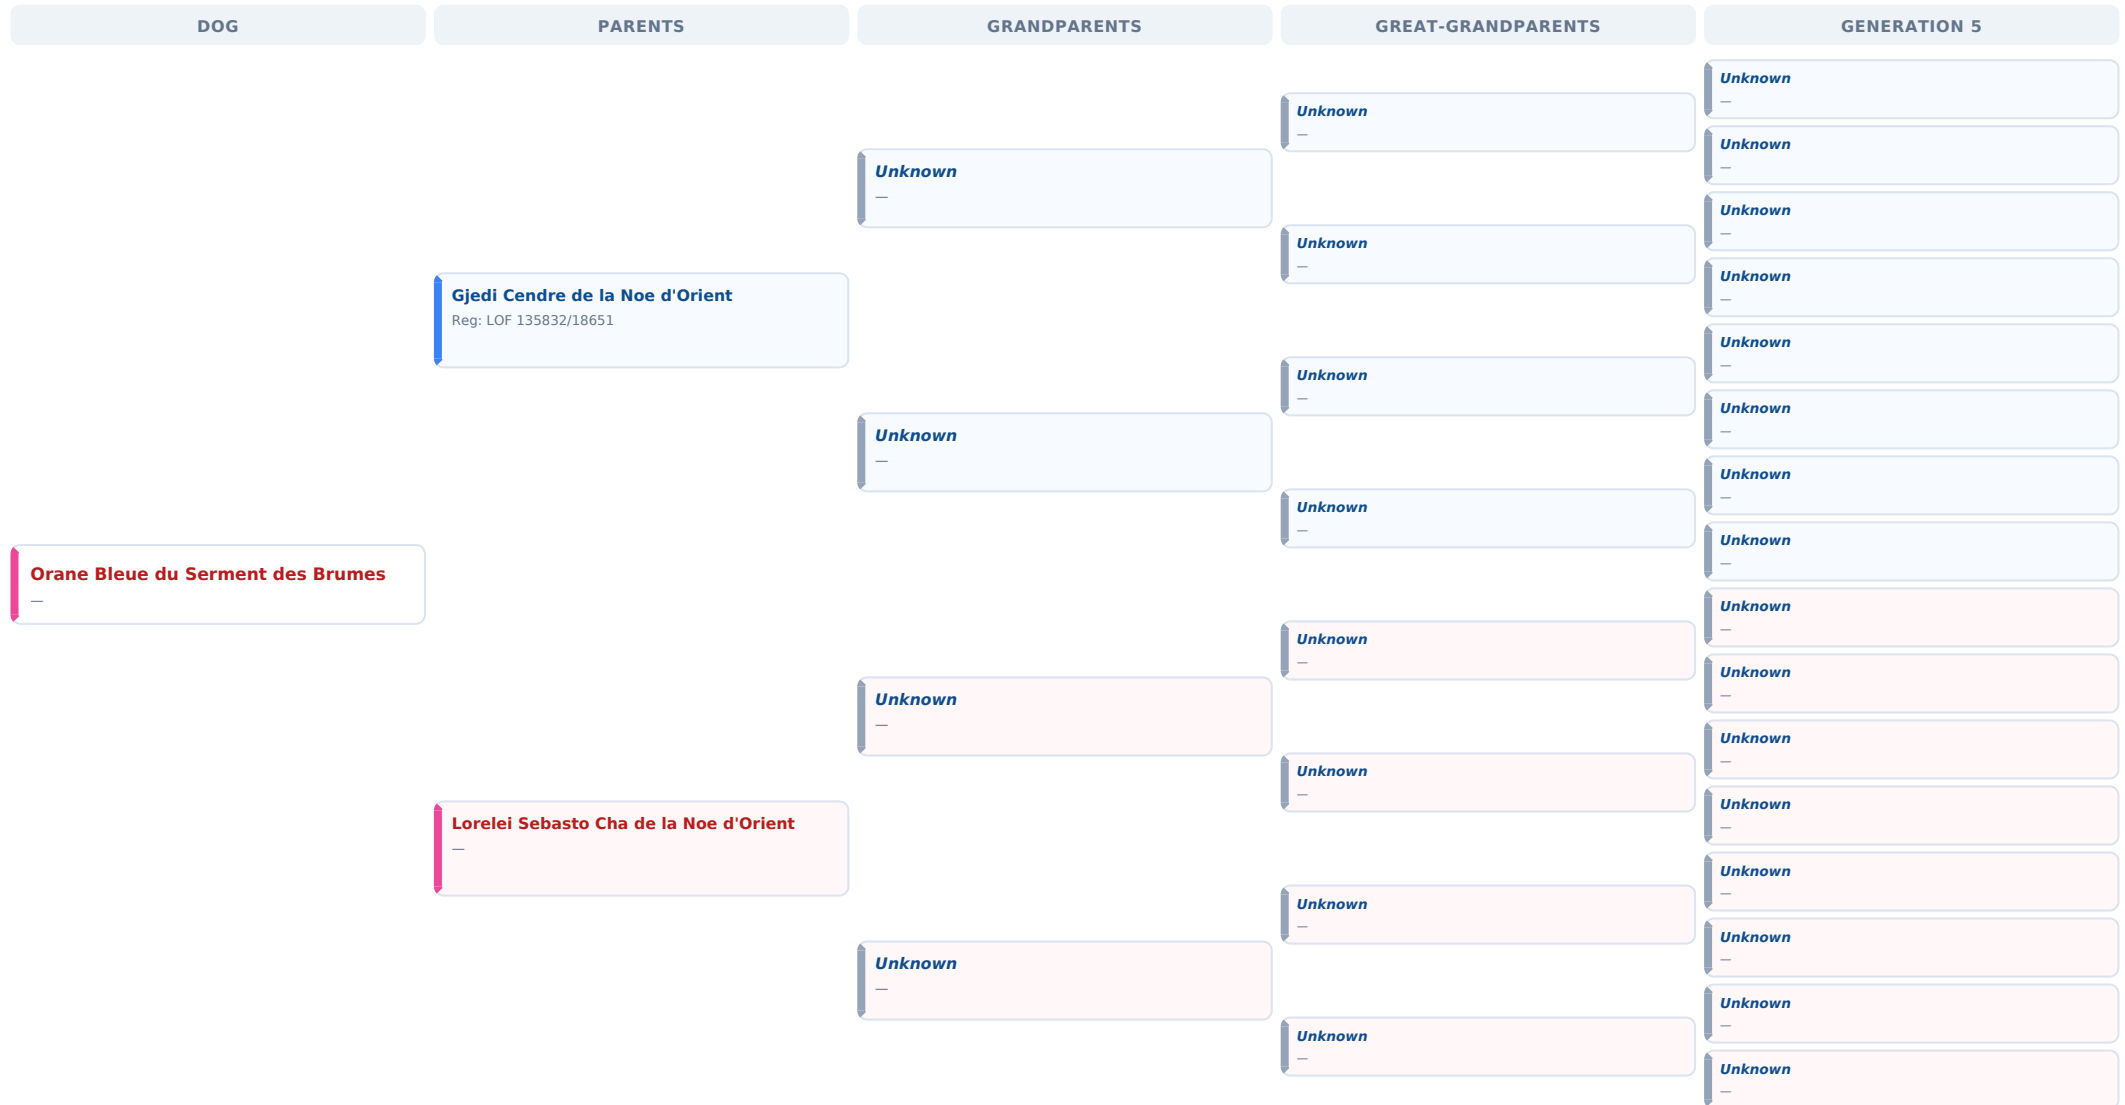 DOG
PARENTS
GRANDPARENTS
GREAT-GRANDPARENTS
GENERATION 5
Orane Bleue du Serment des Brumes
—
Gjedi Cendre de la Noe d'Orient
Reg: LOF 135832/18651
Lorelei Sebasto Cha de la Noe d'Orient
—
Unknown
—
Unknown
—
Unknown
—
Unknown
—
Unknown
—
Unknown
—
Unknown
—
Unknown
—
Unknown
—
Unknown
—
Unknown
—
Unknown
—
Unknown
—
Unknown
—
Unknown
—
Unknown
—
Unknown
—
Unknown
—
Unknown
—
Unknown
—
Unknown
—
Unknown
—
Unknown
—
Unknown
—
Unknown
—
Unknown
—
Unknown
—
Unknown
—